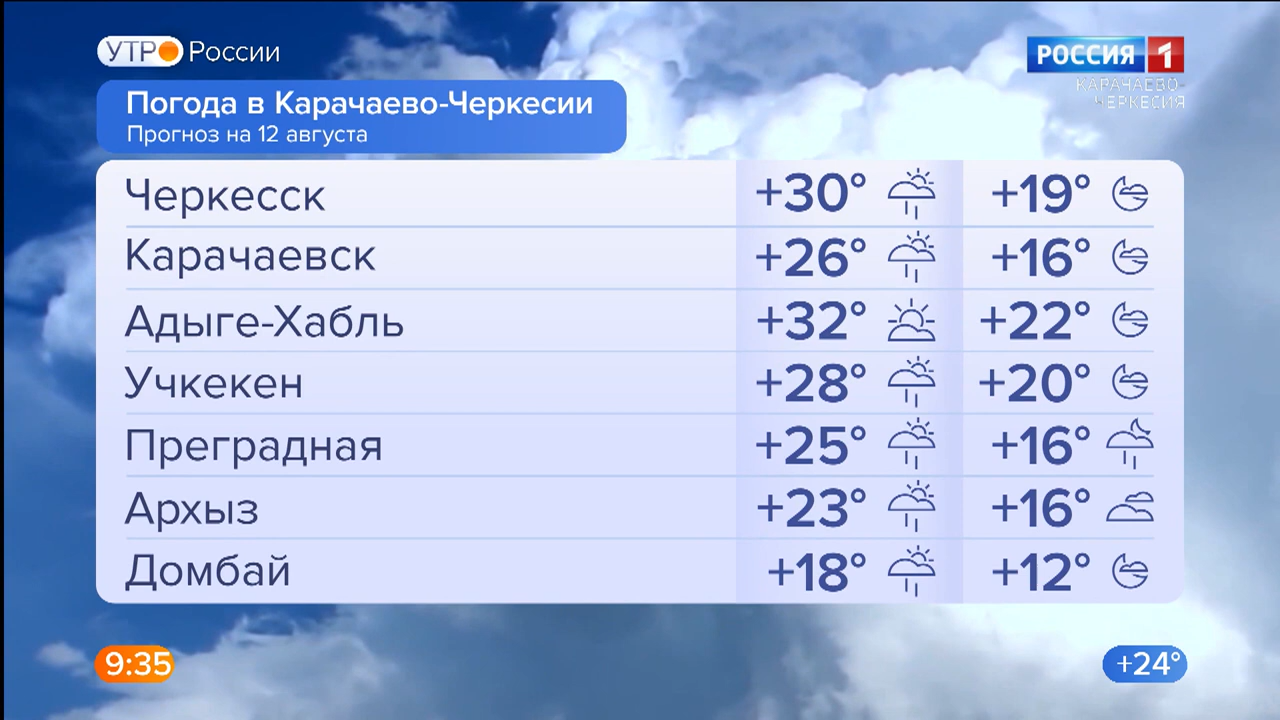 УТРО России
РОССИЯ 1
КАРАЧАЕВО-
ЧЕРКЕСИЯ
Погода в Карачаево-Черкесии
Прогноз на 12 августа
Черкесск +30° +19°
Карачаевск +26° +16°
Адыге-Хабль +32° +22°
Учкекен +28° +20°
Преградная +25° +16°
Архыз +23° +16°
Домбай +18° +12°
9:35
+24°